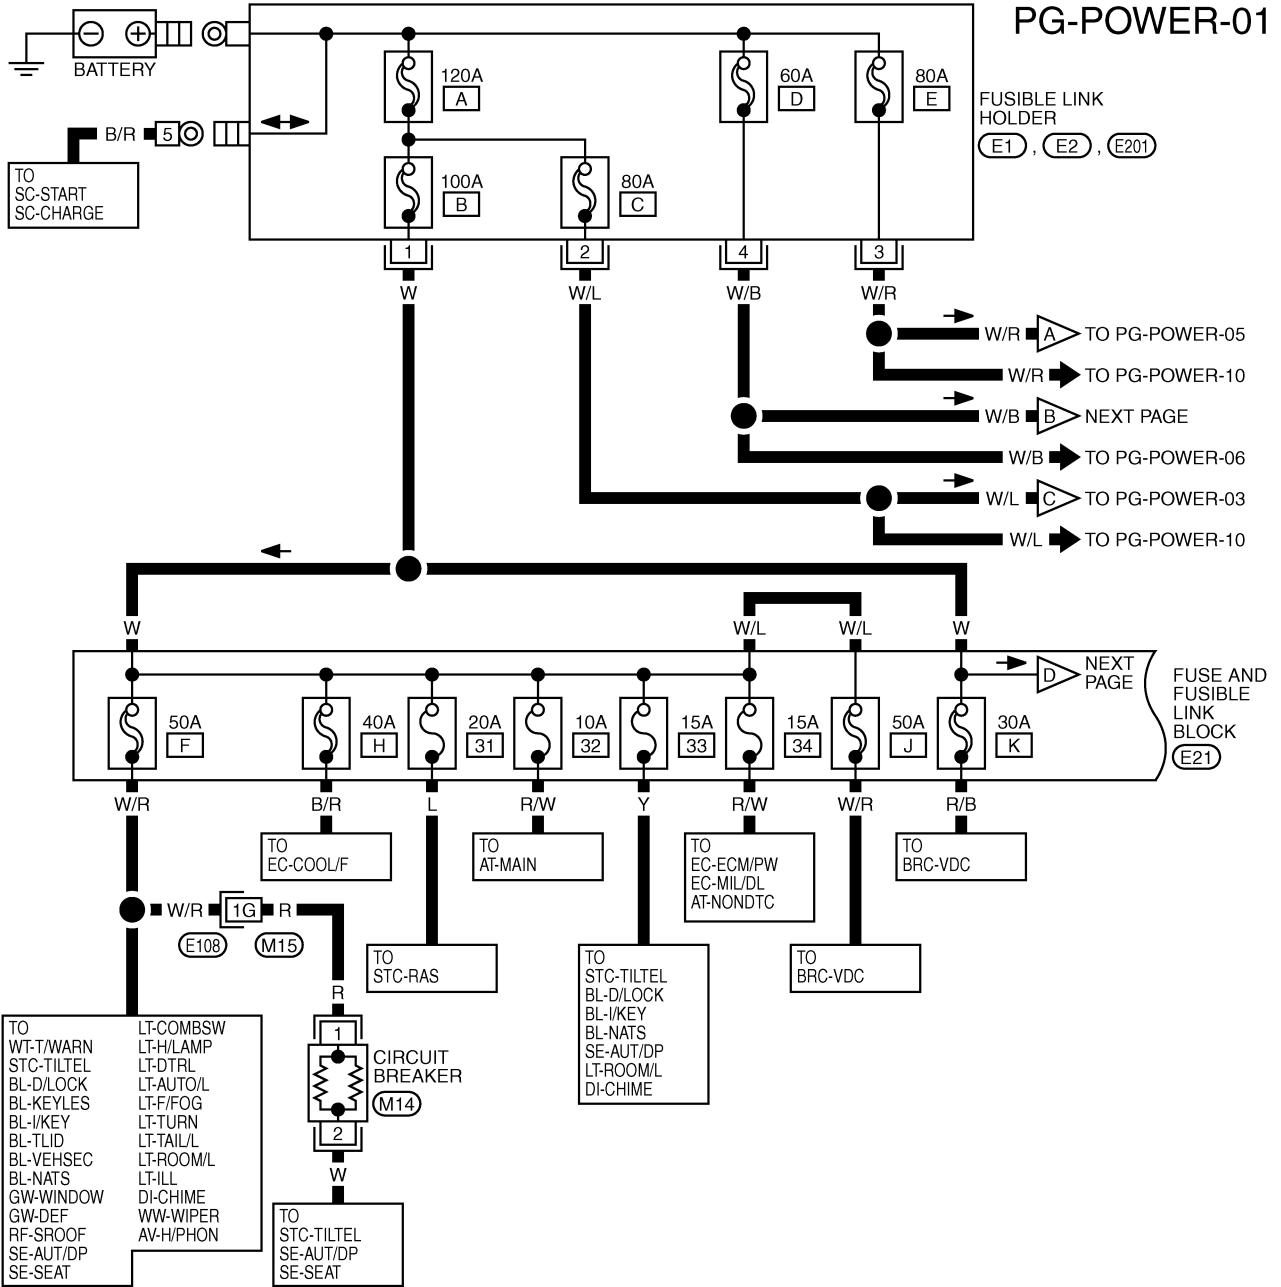 PG-POWER-01
BATTERY
120A
A
60A
D
80A
E
FUSIBLE LINK
HOLDER
E1 , E2 , E201
B/R
5
TO
SC-START
SC-CHARGE
100A
B
80A
C
1
2
4
3
W
W/L
W/B
W/R
W/R
A
TO PG-POWER-05
W/R
TO PG-POWER-10
W/B
B
NEXT PAGE
W/B
TO PG-POWER-06
W/L
C
TO PG-POWER-03
W/L
TO PG-POWER-10
W
W/L
W/L
W
D
NEXT
PAGE
FUSE AND
FUSIBLE
LINK
BLOCK
E21
50A
F
40A
H
20A
31
10A
32
15A
33
15A
34
50A
J
30A
K
W/R
B/R
L
R/W
Y
R/W
W/R
R/B
TO
EC-COOL/F
TO
AT-MAIN
TO
EC-ECM/PW
EC-MIL/DL
AT-NONDTC
TO
BRC-VDC
W/R
1G
R
E108
M15
TO
STC-RAS
TO
STC-TILTEL
BL-D/LOCK
BL-I/KEY
BL-NATS
SE-AUT/DP
LT-ROOM/L
DI-CHIME
TO
BRC-VDC
R
1
CIRCUIT
BREAKER
M14
2
W
TO
STC-TILTEL
SE-AUT/DP
SE-SEAT
TO
WT-T/WARN
STC-TILTEL
BL-D/LOCK
BL-KEYLES
BL-I/KEY
BL-TLID
BL-VEHSEC
BL-NATS
GW-WINDOW
GW-DEF
RF-SROOF
SE-AUT/DP
SE-SEAT
LT-COMBSW
LT-H/LAMP
LT-DTRL
LT-AUTO/L
LT-F/FOG
LT-TURN
LT-TAIL/L
LT-ROOM/L
LT-ILL
DI-CHIME
WW-WIPER
AV-H/PHON